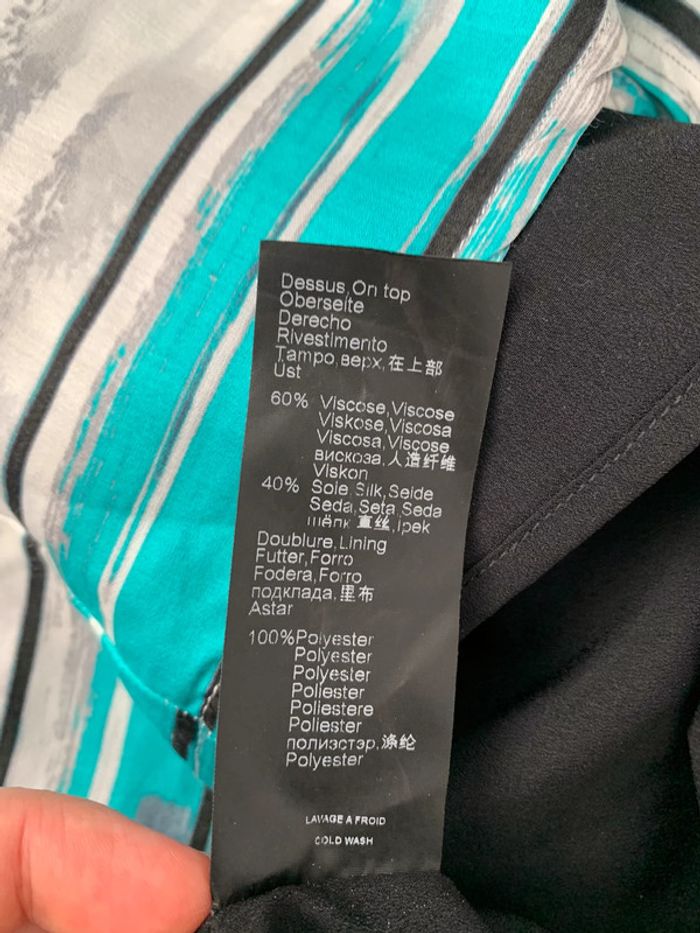 Dessus,On top
Oberseite
Derecho
Rivestimento
Tampo,верх,在上部
Üst
60% Viscose,Viscose
Viskose,Viscosa
Viscosa,Viscose
вискоза,人造纤维
Viskon
40% Soie,Silk,Seide
Seda,Seta,Seda
шёлк,直丝,ipek
Doublure,Lining
Futter,Forro
Fodera,Forro
подклада,里布
Astar
100%Polyester
Polyester
Polyester
Poliester
Poliestere
Poliester
полиэстэр,涤纶
Polyester
LAVAGE A FROID
COLD WASH